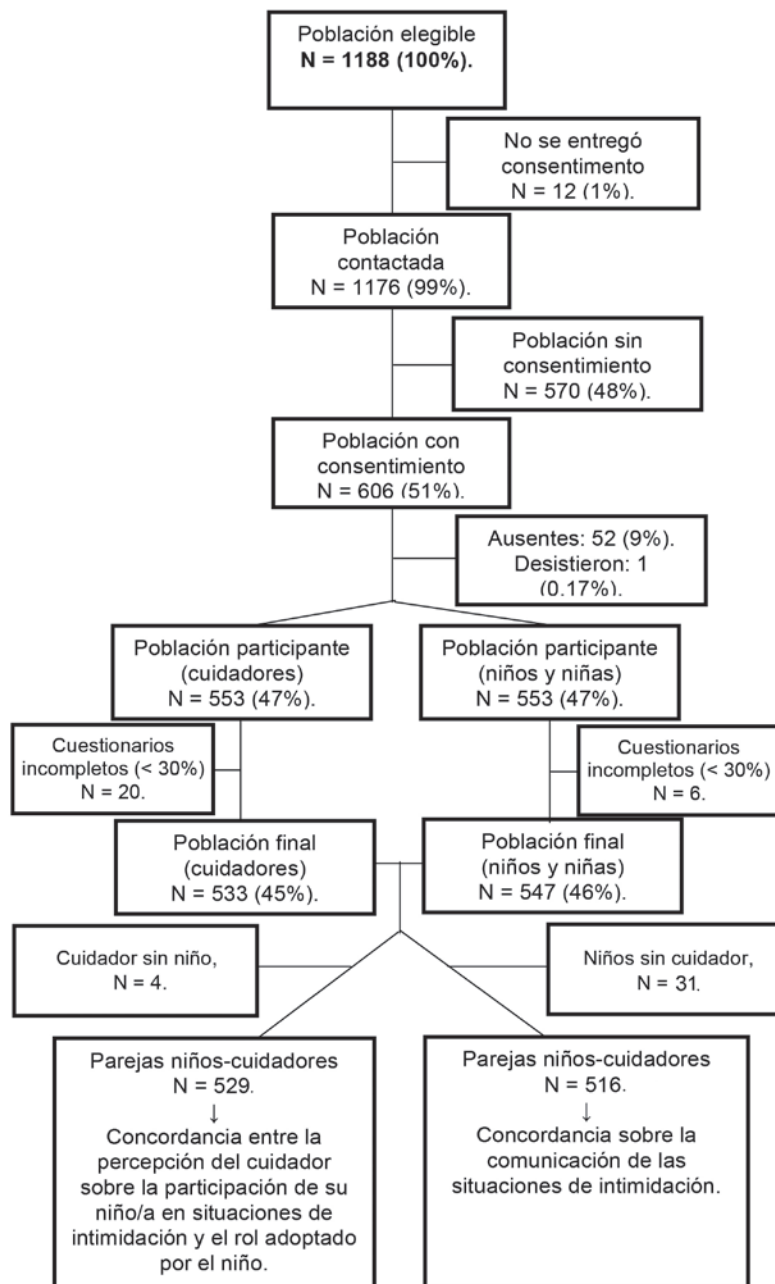 Población elegible
N = 1188 (100%).
No se entregó
consentimento
N = 12 (1%).
Población
contactada
N = 1176 (99%).
Población sin
consentimiento
N = 570 (48%).
Población con
consentimiento
N = 606 (51%).
Ausentes: 52 (9%).
Desistieron: 1
(0.17%).
Población participante
(cuidadores)
N = 553 (47%).
Población participante
(niños y niñas)
N = 553 (47%).
Cuestionarios
incompletos (< 30%)
N = 20.
Cuestionarios
incompletos (< 30%)
N = 6.
Población final
(cuidadores)
N = 533 (45%).
Población final
(niños y niñas)
N = 547 (46%).
Cuidador sin niño,
N = 4.
Niños sin cuidador,
N = 31.
Parejas niños-cuidadores
N = 529.
↓
Concordancia entre la
percepción del cuidador
sobre la participación de su
niño/a en situaciones de
intimidación y el rol adoptado
por el niño.
Parejas niños-cuidadores
N = 516.
↓
Concordancia sobre la
comunicación de las
situaciones de intimidación.